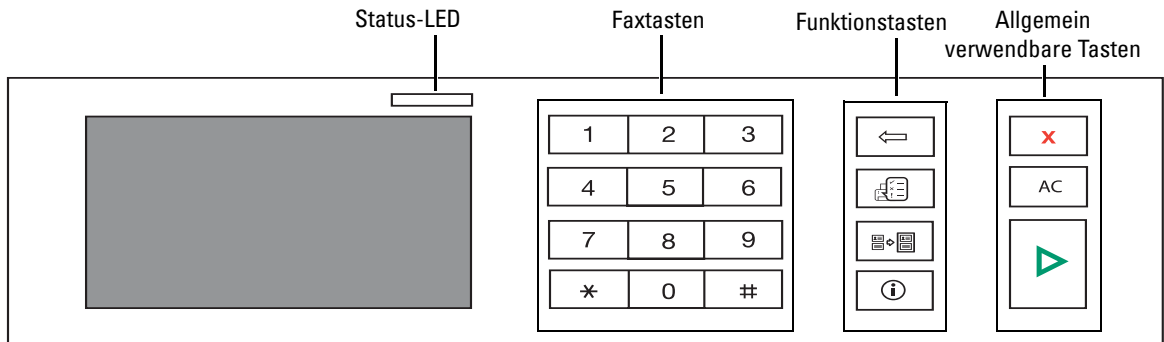 Status-LED
Faxtasten
Funktionstasten
Allgemein
verwendbare Tasten
1 2 3
4 5 6
7 8 9
* 0 #
x
AC